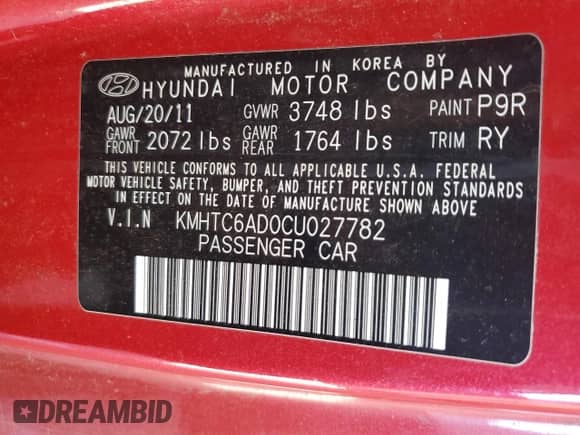 MANUFACTURED IN KOREA BY
HYUNDAI MOTOR COMPANY
AUG/20/11 GVWR 3748 lbs PAINT P9R
GAWR FRONT 2072 lbs GAWR REAR 1764 lbs TRIM RY
THIS VEHICLE CONFORMS TO ALL APPLICABLE U.S.A. FEDERAL
MOTOR VEHICLE SAFETY, BUMPER, AND THEFT PREVENTION STANDARDS
IN EFFECT ON THE DATE OF MANUFACTURE SHOWN ABOVE
V.I.N KMHTC6AD0CU027782
PASSENGER CAR
DREAMBID